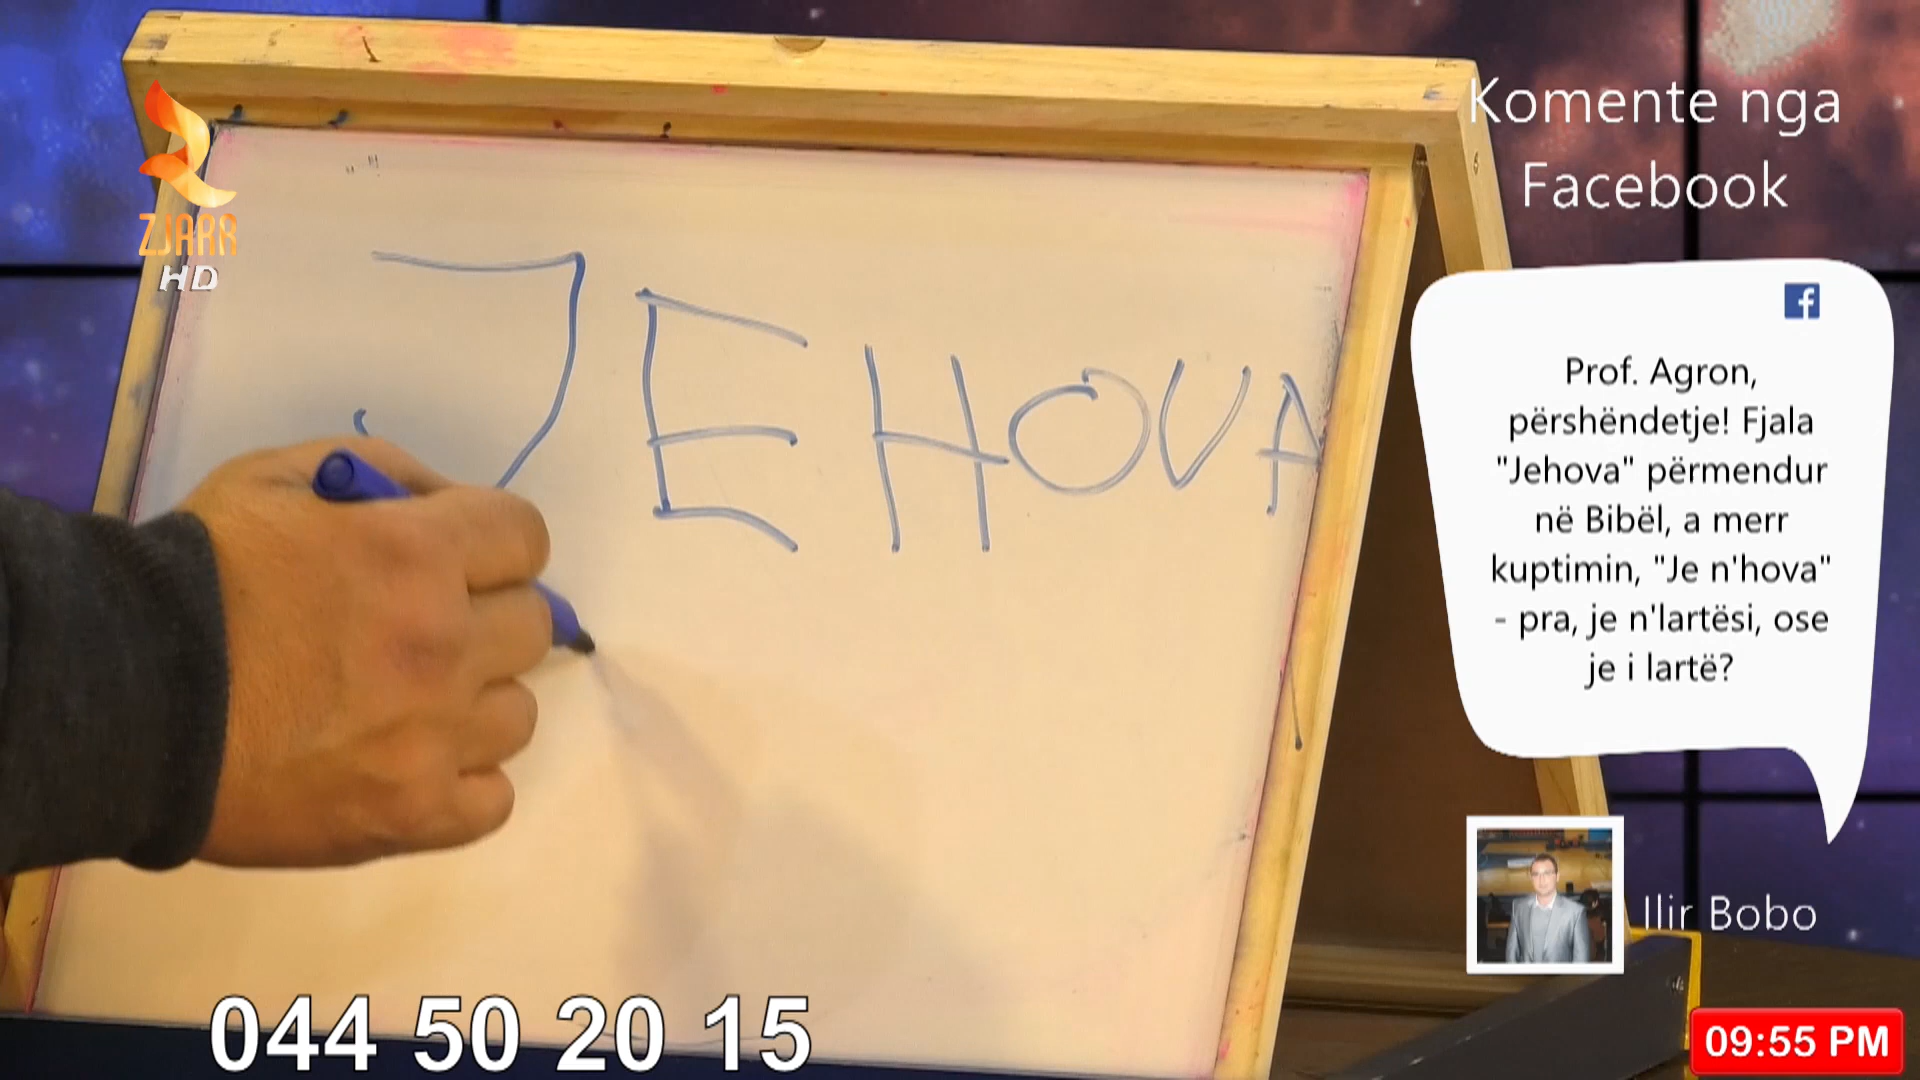 ZJARR
HD
JEHOVA
Komente nga
Facebook
f
Prof. Agron,
përshëndetje! Fjala
"Jehova" përmendur
në Bibël, a merr
kuptimin, "Je n'hova"
- pra, je n'lartësi, ose
je i lartë?
Ilir Bobo
044 50 20 15
09:55 PM